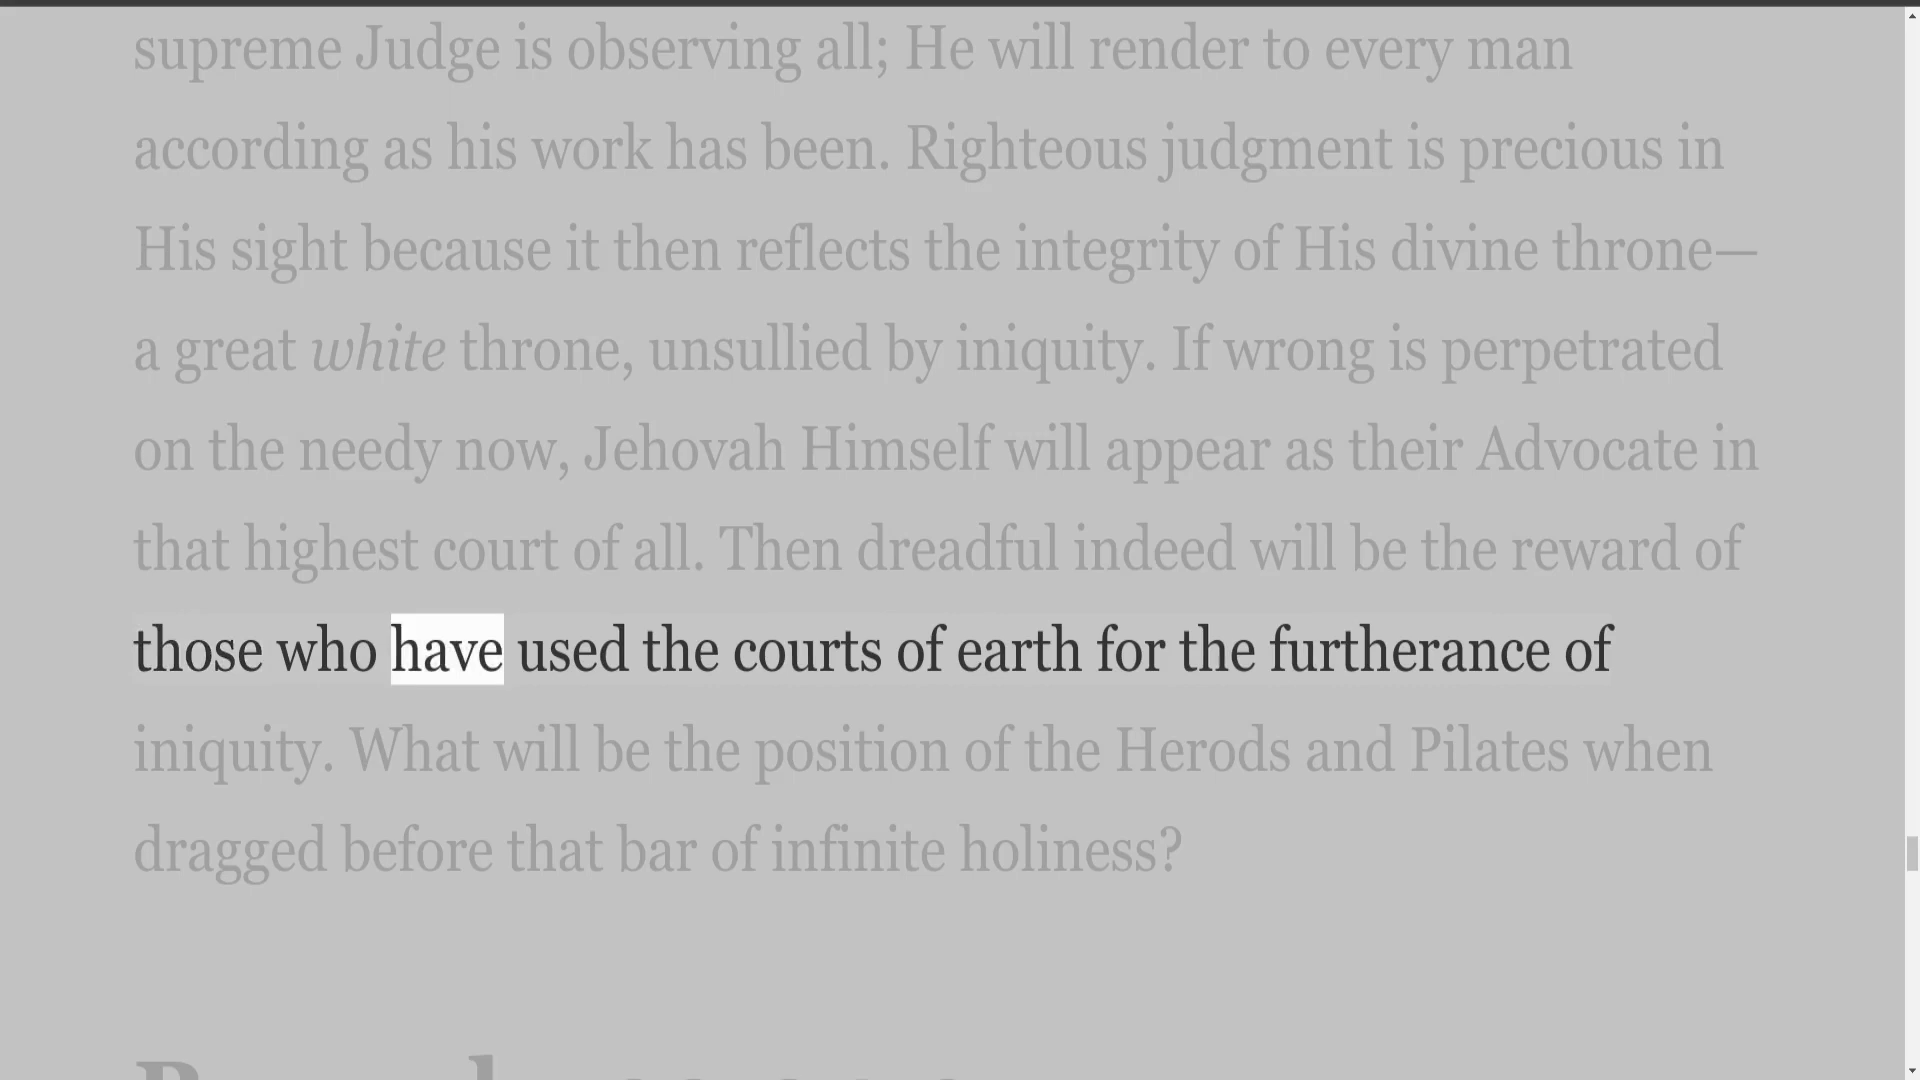 supreme Judge is observing all; He will render to every man
according as his work has been. Righteous judgment is precious in
His sight because it then reflects the integrity of His divine throne—
a great white throne, unsullied by iniquity. If wrong is perpetrated
on the needy now, Jehovah Himself will appear as their Advocate in
that highest court of all. Then dreadful indeed will be the reward of
those who have used the courts of earth for the furtherance of
iniquity. What will be the position of the Herods and Pilates when
dragged before that bar of infinite holiness?